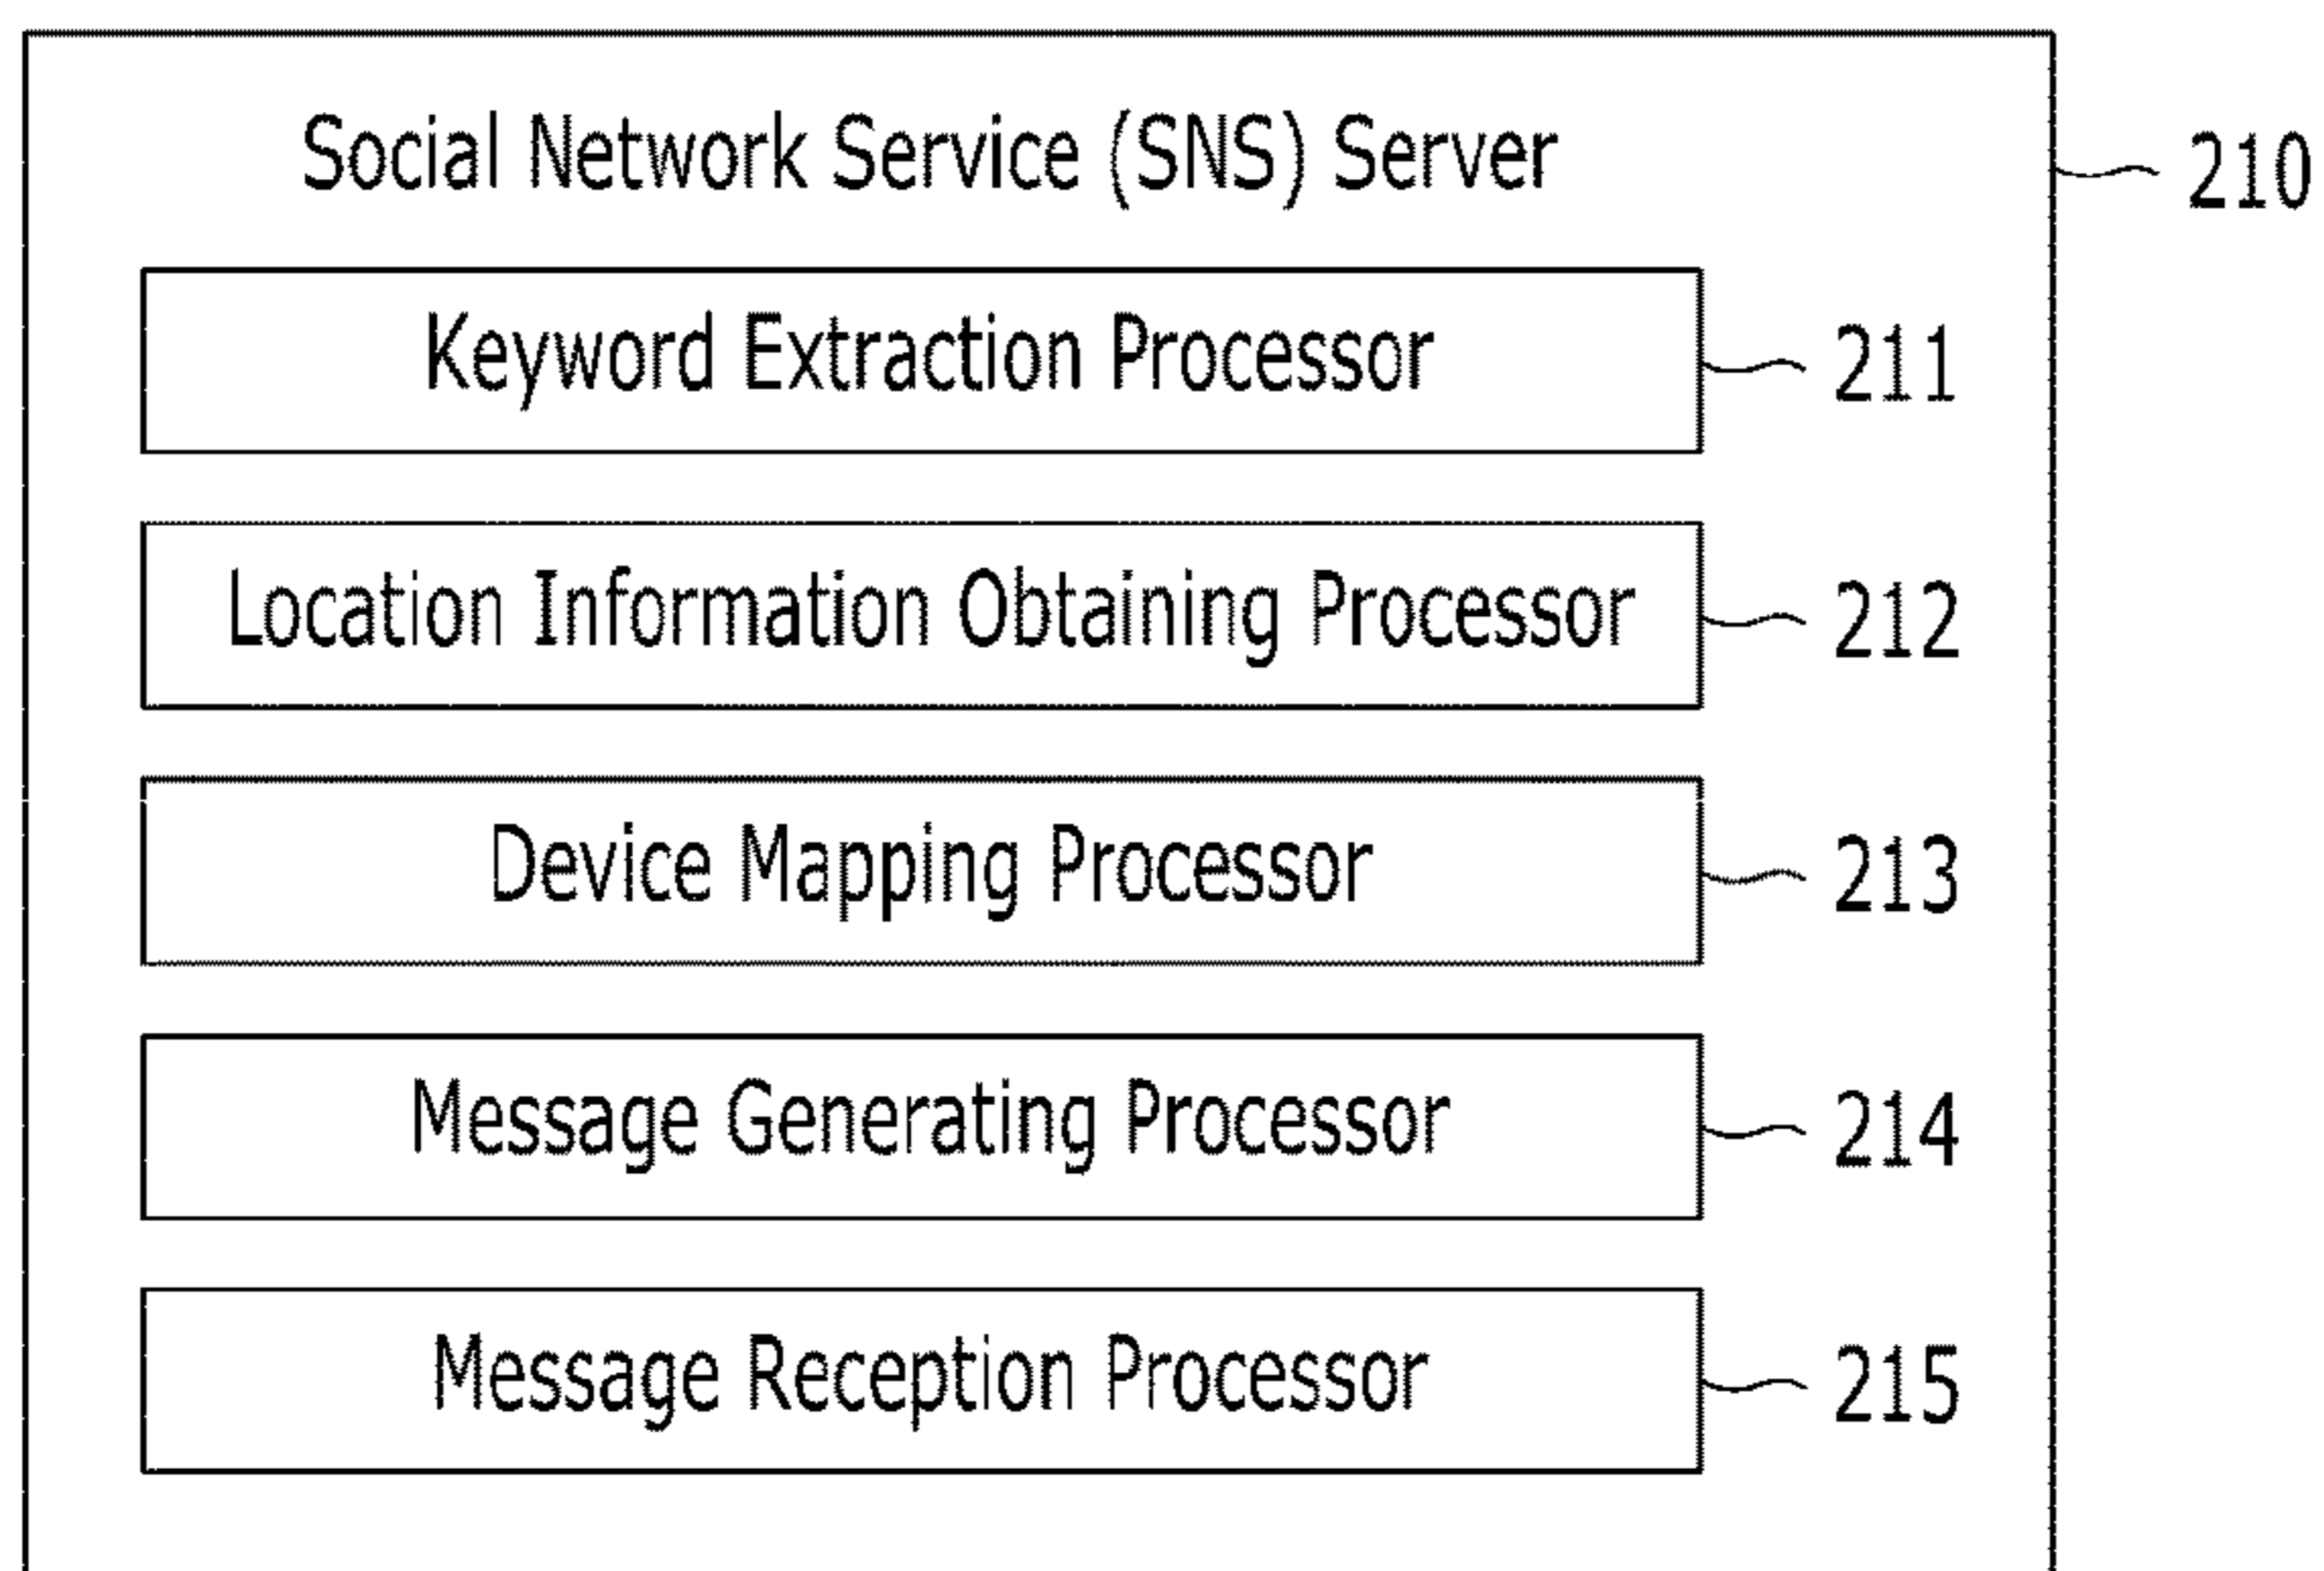 Social Network Service (SNS) Server
210
Keyword Extraction Processor
211
Location Information Obtaining Processor
212
Device Mapping Processor
213
Message Generating Processor
214
Message Reception Processor
215